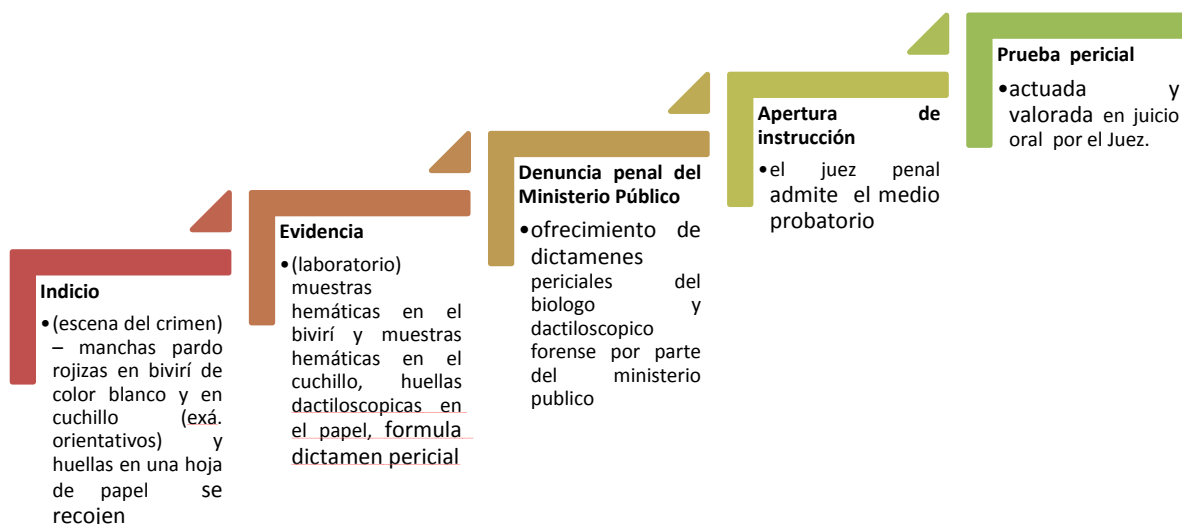 Indicio
•(escena del crimen)
– manchas pardo
rojizas en bivirí de
color blanco y en
cuchillo (exá.
orientativos) y
huellas en una hoja
de papel se
recojen
Evidencia
•(laboratorio)
muestras
hemáticas en el
bivirí y muestras
hemáticas en el
cuchillo, huellas
dactiloscopicas en
el papel, formula
dictamen pericial
Denuncia penal del
Ministerio Público
•ofrecimiento de
dictamenes
periciales del
biologo y
dactiloscopico
forense por parte
del ministerio
publico
Apertura de
instrucción
•el juez penal
admite el medio
probatorio
Prueba pericial
•actuada y
valorada en juicio
oral por el Juez.